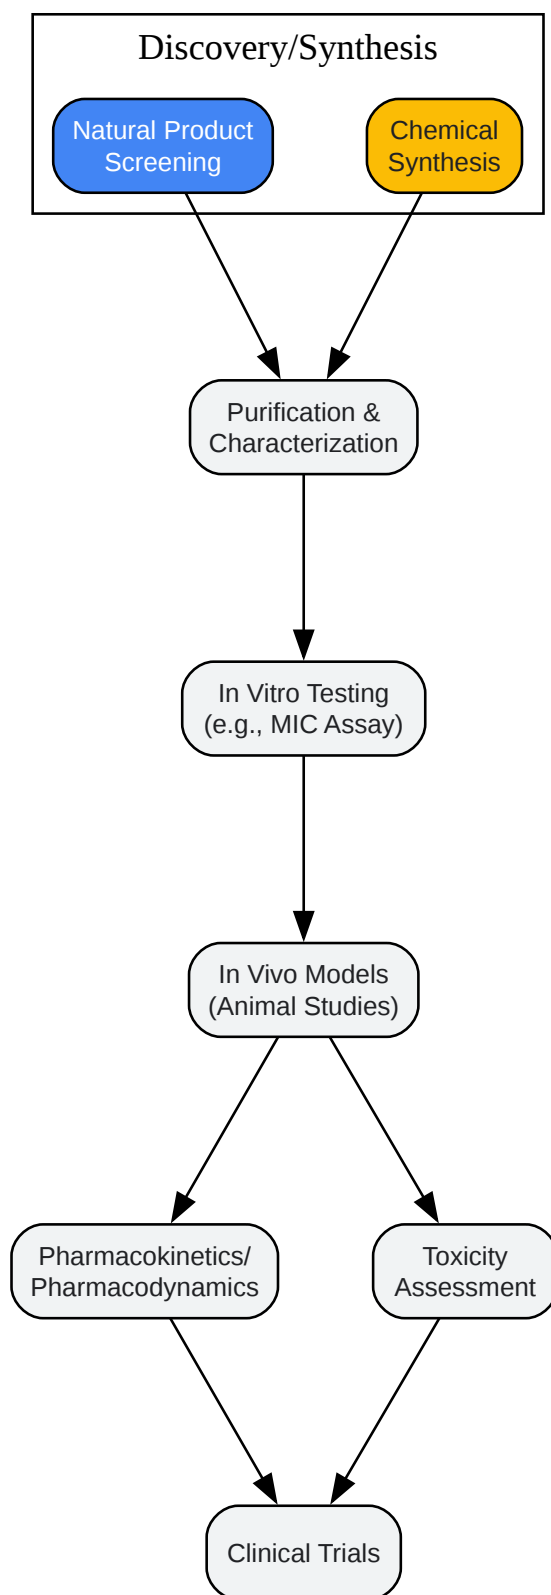 Discovery/Synthesis
Natural Product
Screening
Chemical
Synthesis
Purification &
Characterization
In Vitro Testing
(e.g., MIC Assay)
In Vivo Models
(Animal Studies)
Pharmacokinetics/
Pharmacodynamics
Toxicity
Assessment
Clinical Trials